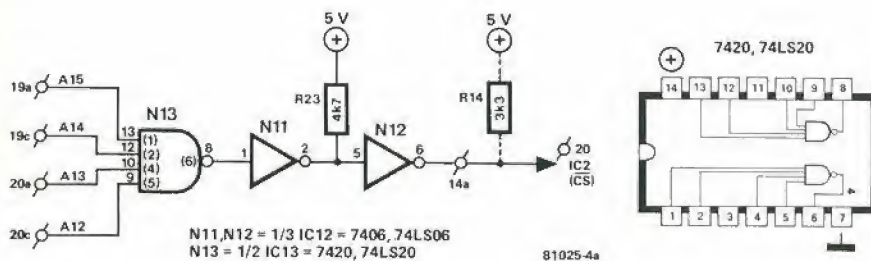 5 V
5 V
7420, 74LS20
19a A15
N13
R23
4k7
R14
3k3
14 13 12 11 10 9 8
19c A14
N11
N12
13 (1)
12 (2)
10 (4)
9 (5)
(6) 8
1 2
5 6
14a
20
IC2
(CS)
20a A13
20c A12
4
1 2 3 4 5 6 7
N11,N12 = 1/3 IC12 = 7406, 74LS06
N13 = 1/2 IC13 = 7420, 74LS20
81025-4a